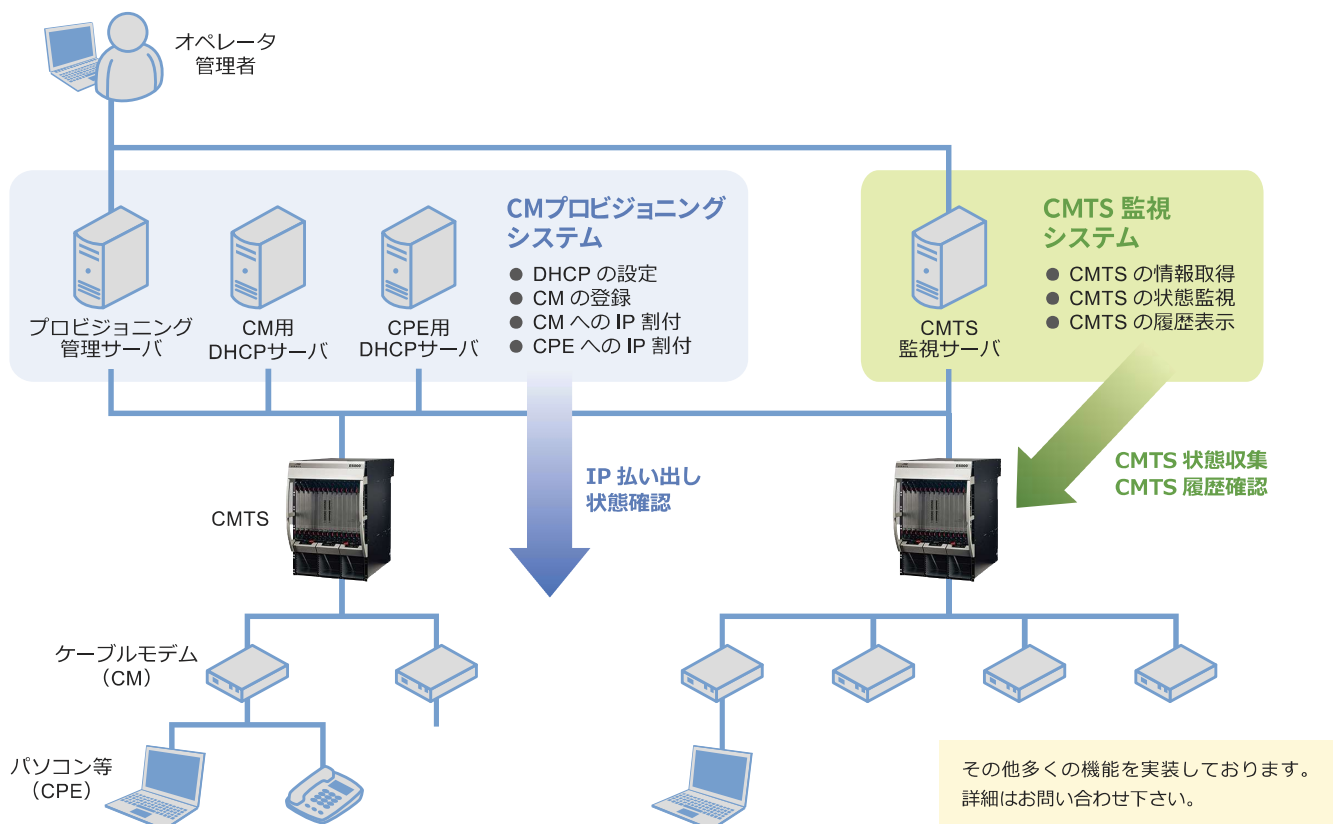 オペレータ
管理者
CMプロビジョニング
システム
● DHCP の設定
● CM の登録
● CM への IP 割付
● CPE への IP 割付
プロビジョニング
管理サーバ
CM用
DHCPサーバ
CPE用
DHCPサーバ
CMTS 監視
システム
● CMTS の情報取得
● CMTS の状態監視
● CMTS の履歴表示
CMTS
監視サーバ
IP 払い出し
状態確認
CMTS 状態収集
CMTS 履歴確認
CMTS
ケーブルモデム
（CM）
パソコン等
（CPE）
その他多くの機能を実装しております。
詳細はお問い合わせ下さい。